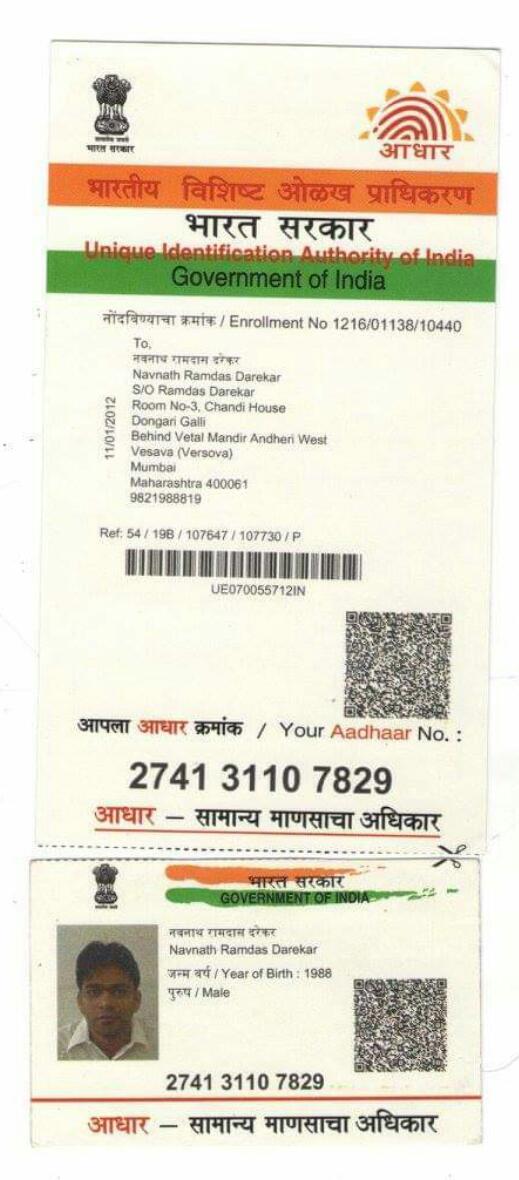 सत्यमेव जयते
भारत सरकार
आधार
भारतीय विशिष्ट ओळख प्राधिकरण
भारत सरकार
Unique Identification Authority of India
Government of India
नोंदविण्याचा क्रमांक / Enrollment No 1216/01138/10440
To,
नवनाथ रामदास दरेकर
Navnath Ramdas Darekar
S/O Ramdas Darekar
Room No-3, Chandi House
Dongari Galli
Behind Vetal Mandir Andheri West
Vesava (Versova)
Mumbai
Maharashtra 400061
9821988819
11/01/2012
Ref: 54 / 19B / 107647 / 107730 / P
UE070055712IN
आपला आधार क्रमांक / Your Aadhaar No. :
2741 3110 7829
आधार – सामान्य माणसाचा अधिकार
भारत सरकार
GOVERNMENT OF INDIA
नवनाथ रामदास दरेकर
Navnath Ramdas Darekar
जन्म वर्ष / Year of Birth : 1988
पुरुष / Male
2741 3110 7829
आधार – सामान्य माणसाचा अधिकार